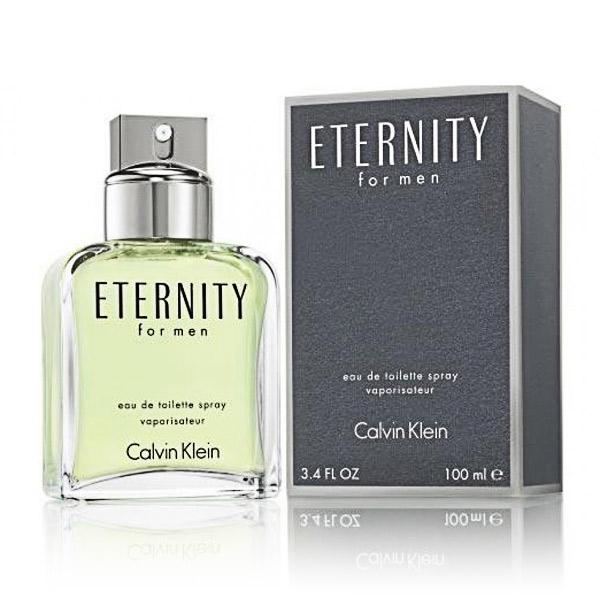 ETERNITY
for men
eau de toilette spray
vaporisateur
Calvin Klein
ETERNITY
for men
eau de toilette spray
vaporisateur
Calvin Klein
3.4 FL OZ 100 ml e